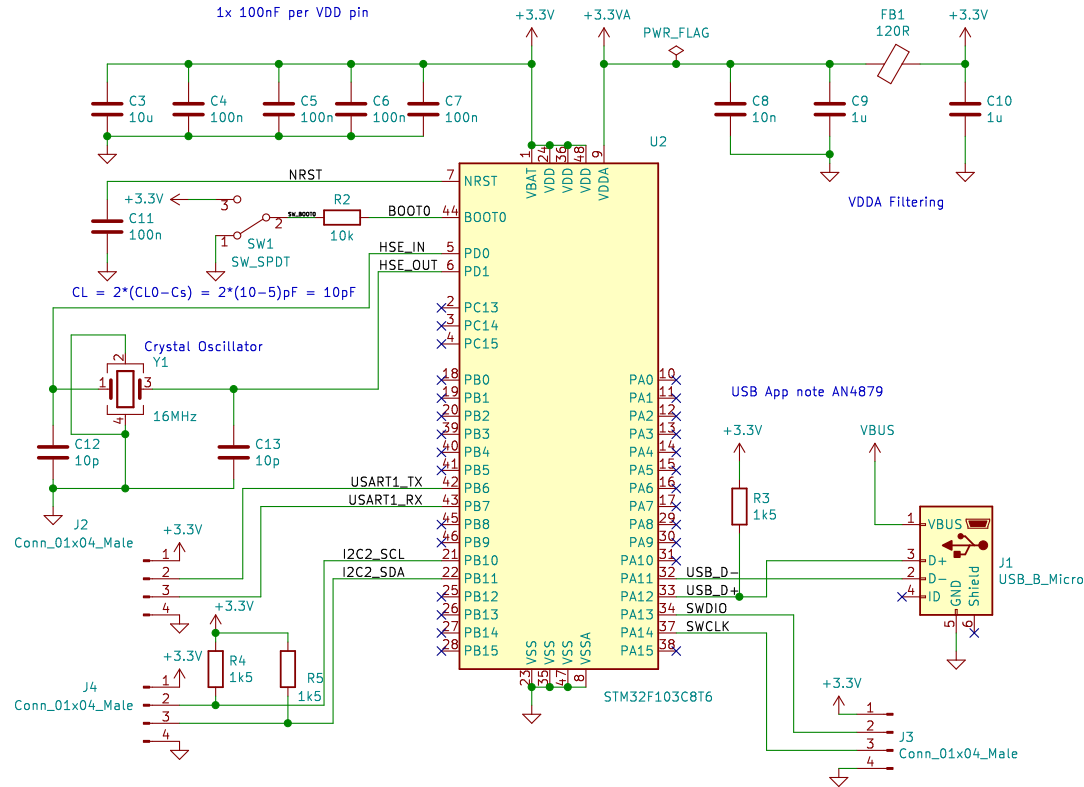 1x 100nF per VDD pin
+3.3V
+3.3VA
PWR_FLAG
FB1
120R
+3.3V
C3
10u
C4
100n
C5
100n
C6
100n
C7
100n
C8
10n
C9
1u
C10
1u
VDDA Filtering
U2
1
24
36
48
9
VBAT
VDD
VDD
VDD
VDDA
NRST
7
NRST
+3.3V
3
2
1
SW1
SW_SPDT
SW_BOOT0
R2
10k
BOOT0
44
BOOT0
C11
100n
HSE_IN
5
PD0
HSE_OUT
6
PD1
CL = 2*(CL0-Cs) = 2*(10-5)pF = 10pF
2
PC13
3
PC14
4
PC15
Crystal Oscillator
Y1
2
1
3
4
16MHz
C12
10p
C13
10p
18
PB0
19
PB1
20
PB2
39
PB3
40
PB4
41
PB5
USART1_TX
42
PB6
USART1_RX
43
PB7
45
PB8
46
PB9
I2C2_SCL
21
PB10
I2C2_SDA
22
PB11
25
PB12
26
PB13
27
PB14
28
PB15
PA0
10
PA1
11
PA2
12
PA3
13
PA4
14
PA5
15
PA6
16
PA7
17
PA8
29
PA9
30
PA10
31
PA11
32
USB_D-
PA12
33
USB_D+
PA13
34
SWDIO
PA14
37
SWCLK
PA15
38
VSS
VSS
VSS
VSSA
23
35
47
8
STM32F103C8T6
USB App note AN4879
+3.3V
R3
1k5
VBUS
1
VBUS
3
D+
2
D-
4
ID
GND
Shield
5
6
J1
USB_B_Micro
J2
Conn_01x04_Male
+3.3V
1
2
3
4
+3.3V
R4
1k5
R5
1k5
J4
Conn_01x04_Male
+3.3V
1
2
3
4
+3.3V
1
2
3
4
J3
Conn_01x04_Male